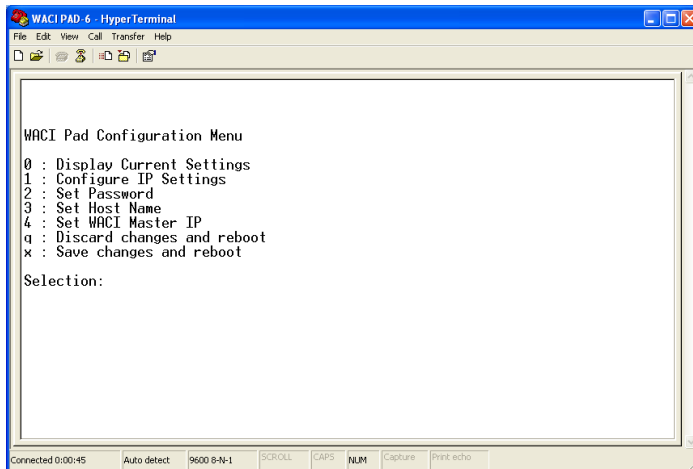 WACI PAD-6 - HyperTerminal
File Edit View Call Transfer Help
WACI Pad Configuration Menu
0 : Display Current Settings
1 : Configure IP Settings
2 : Set Password
3 : Set Host Name
4 : Set WACI Master IP
q : Discard changes and reboot
x : Save changes and reboot
Selection:
Connected 0:00:45 Auto detect 9600 8-N-1 SCROLL CAPS NUM Capture Print echo